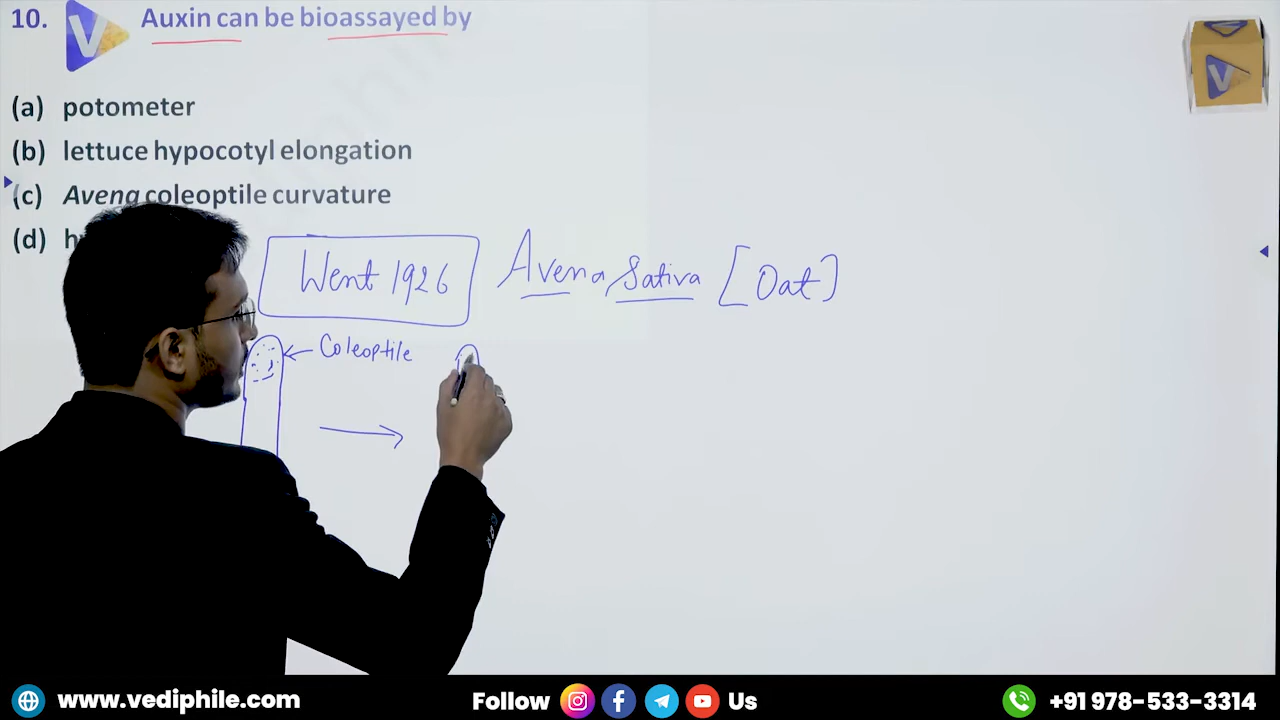 10. Auxin can be bioassayed by
(a) potometer
(b) lettuce hypocotyl elongation
(c) Avena coleoptile curvature
(d) h
Went 1926 Avena Sativa [Oat]
Coleoptile
www.vediphile.com Follow Us +91 978-533-3314